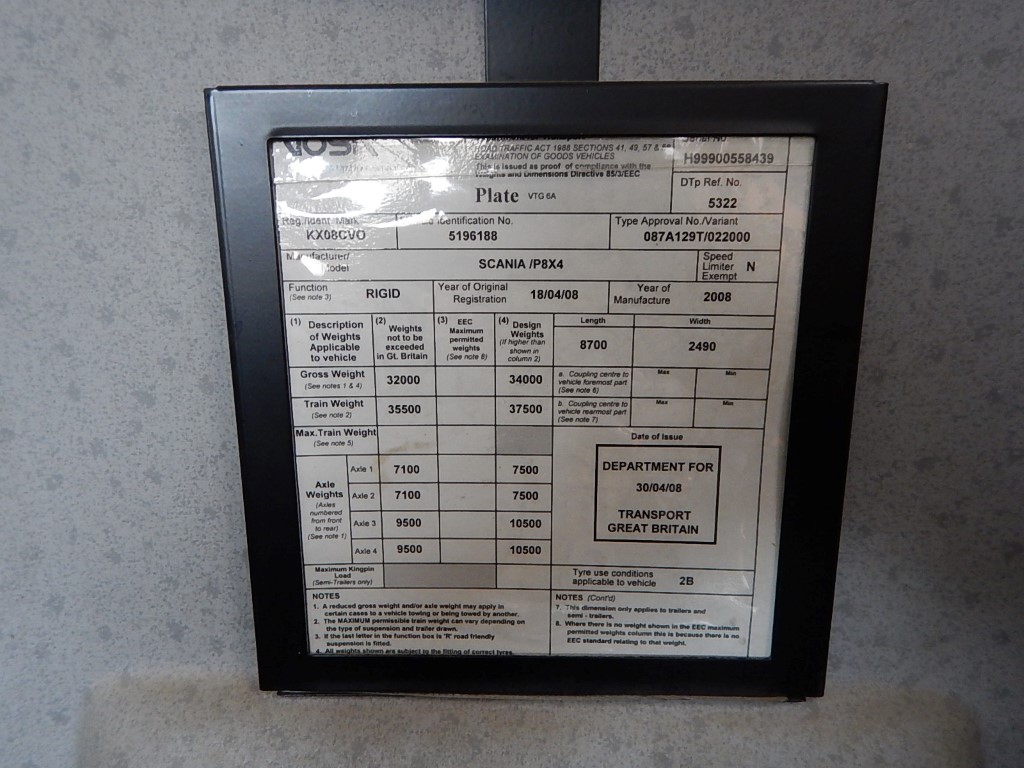 VOSA
ROAD TRAFFIC ACT 1988 SECTIONS 41, 49, 57 & 58
EXAMINATION OF GOODS VEHICLES
This is issued as proof of compliance with the
Weights and Dimensions Directive 85/3/EEC
Serial No.
H99900558439
Plate VTG 6A
DTp Ref. No.
5322
Mark
KX08CVO
Identification No.
5196188
Type Approval No./Variant
087A129T/022000
Manufacturer/
Model
SCANIA /P8X4
Speed
Limiter
Exempt
N
Function
(See note 3)
RIGID
Year of Original
Registration
18/04/08
Year of
Manufacture
2008
(1) Description
of Weights
Applicable
to vehicle
(2) Weights
not to be
exceeded
in Gt. Britain
(3) EEC
Maximum
permitted
weights
(See note 8)
(4) Design
Weights
(if higher than
shown in
column 2)
Length
8700
Width
2490
Gross Weight
(See notes 1 & 4)
32000
34000
a. Coupling centre to
vehicle foremost part
(See note 6)
Max
Min
Train Weight
(See note 2)
35500
37500
b. Coupling centre to
vehicle rearmost part
(See note 7)
Max
Min
Max.Train Weight
(See note 5)
Axle
Weights
(Axles
numbered
from front
to rear)
(See note 1)
Axle 1 7100 7500
Axle 2 7100 7500
Axle 3 9500 10500
Axle 4 9500 10500
Date of Issue
DEPARTMENT FOR
30/04/08
TRANSPORT
GREAT BRITAIN
Maximum Kingpin
Load
(Semi-Trailers only)
Tyre use conditions
applicable to vehicle
2B
NOTES
1. A reduced gross weight and/or axle weight may apply in
certain cases to a vehicle towing or being towed by another.
2. The MAXIMUM permissible train weight can vary depending on
the type of suspension and trailer drawn.
3. If the last letter in the function box is 'R' road friendly
suspension is fitted.
4. All weights shown are subject to the fitting of correct tyres.
NOTES (Cont'd)
7. This dimension only applies to trailers and
semi - trailers.
8. Where there is no weight shown in the EEC maximum
permitted weights column this is because there is no
EEC standard relating to that weight.